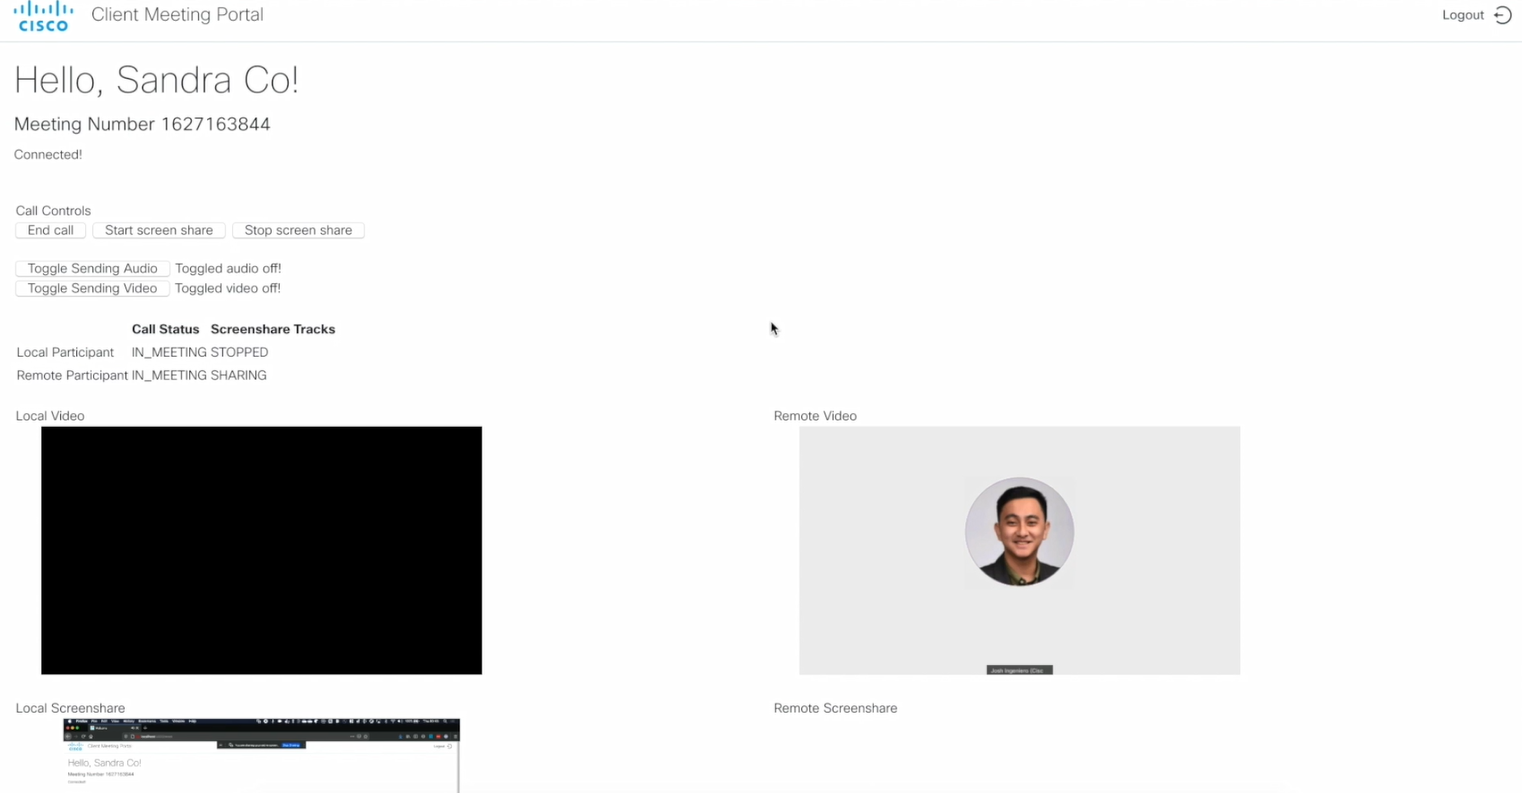 CISCO Client Meeting Portal Logout
Hello, Sandra Co!
Meeting Number 1627163844
Connected!
Call Controls
End call Start screen share Stop screen share
Toggle Sending Audio Toggled audio off!
Toggle Sending Video Toggled video off!
Call Status Screenshare Tracks
Local Participant IN_MEETING STOPPED
Remote Participant IN_MEETING SHARING
Local Video Remote Video
Josh Ingeniero (Cisc
Local Screenshare Remote Screenshare
Client Meeting Portal
Hello, Sandra Co!
Meeting Number 1627163844